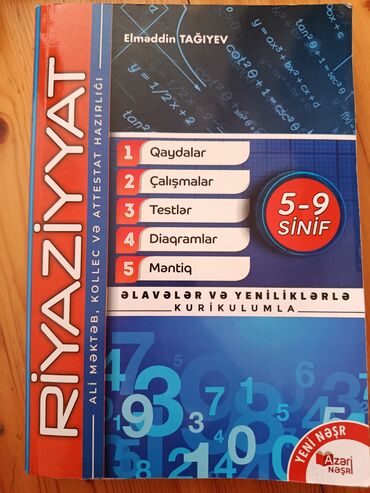 Elməddin TAĞIYEV
RİYAZİYYAT
ALİ MƏKTƏB, KOLLEC VƏ ATTESTAT HAZIRLIĞI
1 Qaydalar
2 Çalışmalar
3 Testlər
4 Diaqramlar
5 Məntiq
5-9
SİNİF
ƏLAVƏLƏR VƏ YENİLİKLƏRLƏ
KURİKULUMLA
YENİ NƏŞR
Azəri
NƏŞR